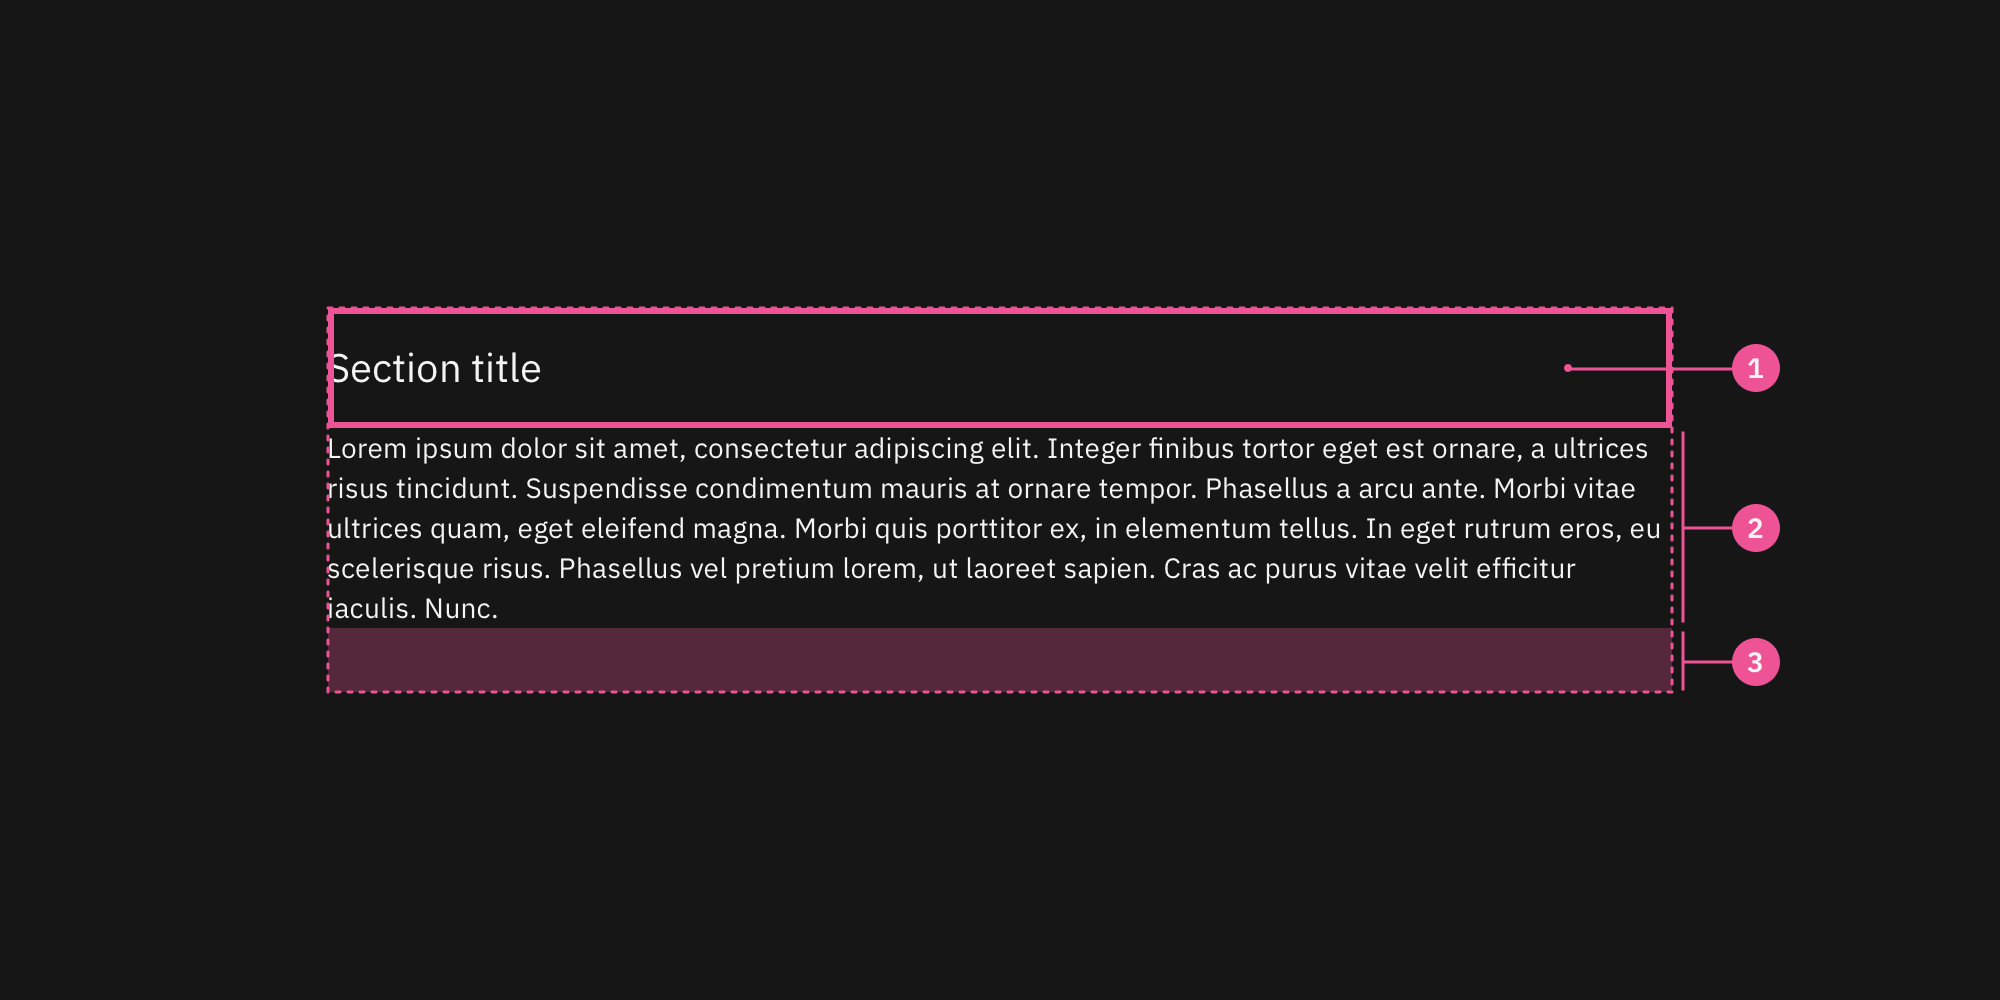 Section title
1
Lorem ipsum dolor sit amet, consectetur adipiscing elit. Integer finibus tortor eget est ornare, a ultrices
risus tincidunt. Suspendisse condimentum mauris at ornare tempor. Phasellus a arcu ante. Morbi vitae
ultrices quam, eget eleifend magna. Morbi quis porttitor ex, in elementum tellus. In eget rutrum eros, eu
scelerisque risus. Phasellus vel pretium lorem, ut laoreet sapien. Cras ac purus vitae velit efficitur
iaculis. Nunc.
2
3